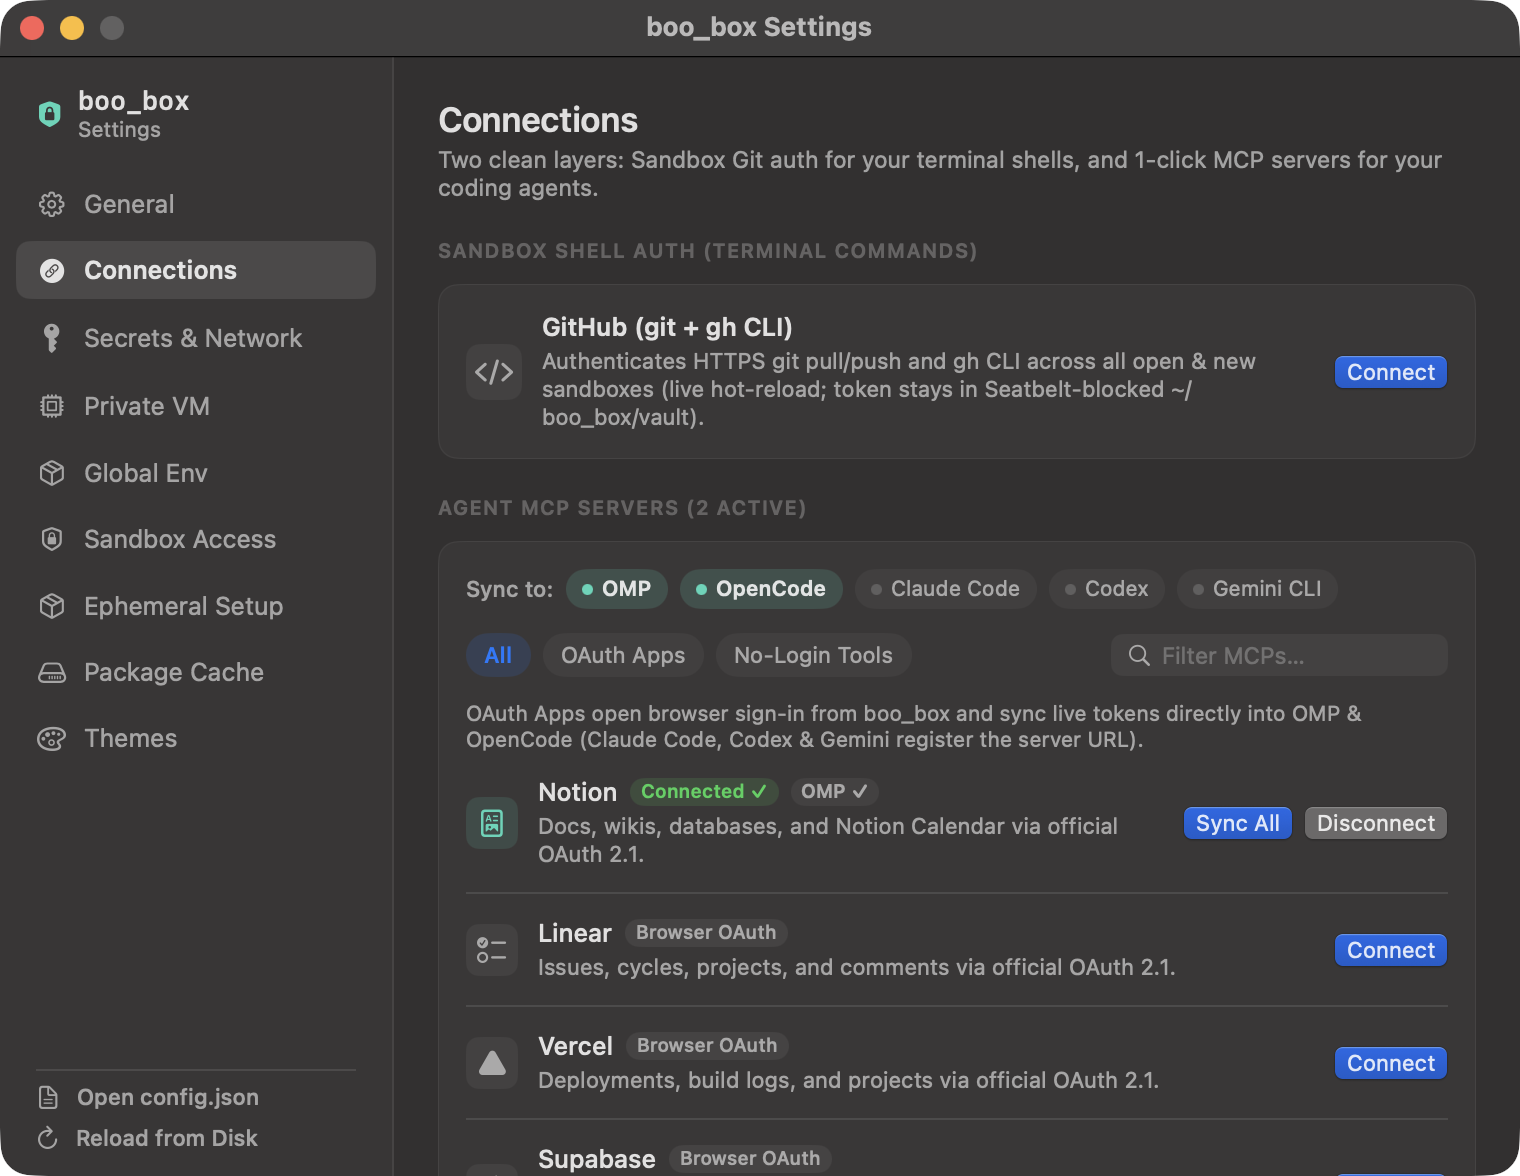 boo_box Settings
boo_box
Settings
General
Connections
Secrets & Network
Private VM
Global Env
Sandbox Access
Ephemeral Setup
Package Cache
Themes
Open config.json
Reload from Disk
Connections
Two clean layers: Sandbox Git auth for your terminal shells, and 1-click MCP servers for your
coding agents.
SANDBOX SHELL AUTH (TERMINAL COMMANDS)
GitHub (git + gh CLI)
Authenticates HTTPS git pull/push and gh CLI across all open & new
sandboxes (live hot-reload; token stays in Seatbelt-blocked ~/
boo_box/vault).
Connect
AGENT MCP SERVERS (2 ACTIVE)
Sync to: OMP OpenCode Claude Code Codex Gemini CLI
All OAuth Apps No-Login Tools Filter MCPs...
OAuth Apps open browser sign-in from boo_box and sync live tokens directly into OMP &
OpenCode (Claude Code, Codex & Gemini register the server URL).
Notion Connected ✓ OMP ✓
Docs, wikis, databases, and Notion Calendar via official
OAuth 2.1.
Sync All Disconnect
Linear Browser OAuth
Issues, cycles, projects, and comments via official OAuth 2.1.
Connect
Vercel Browser OAuth
Deployments, build logs, and projects via official OAuth 2.1.
Connect
Supabase Browser OAuth